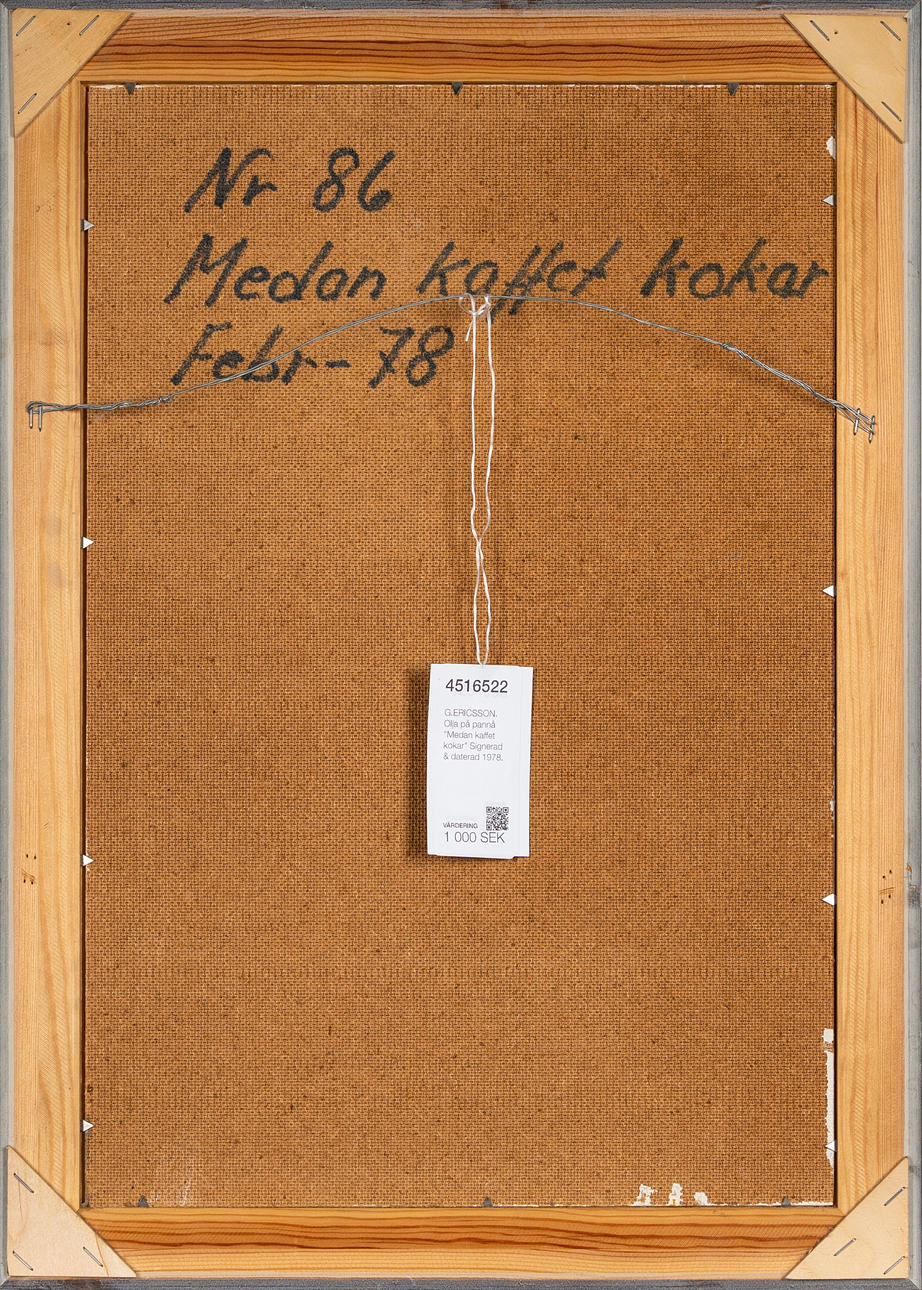 Nr 86
Medan kaffet kokar
Febr-78
4516522
G.ERICSSON.
Olja på pannå
"Medan kaffet
kokar" Signerad
& daterad 1978.
VÄRDERING
1 000 SEK